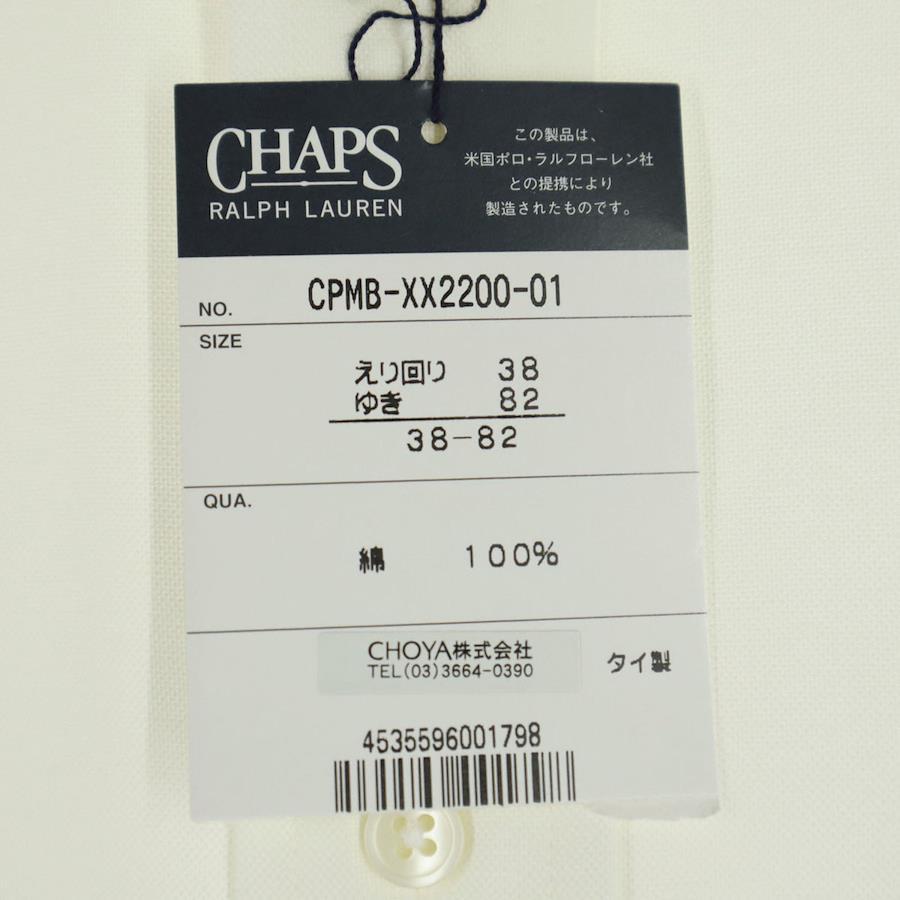 CHAPS
RALPH LAUREN
この製品は、
米国ポロ・ラルフローレン社
との提携により
製造されたものです。
NO. CPMB-XX2200-01
SIZE
えり回り 38
ゆき 82
38-82
QUA.
綿 100%
CHOYA株式会社
TEL(03)3664-0390
タイ製
4535596001798